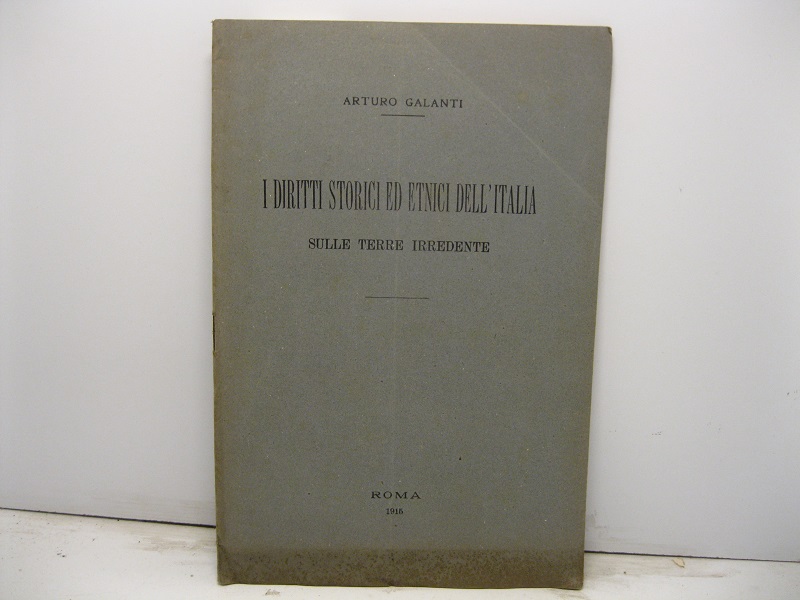 ARTURO GALANTI
I DIRITTI STORICI ED ETNICI DELL'ITALIA
SULLE TERRE IRREDENTE
ROMA
1915